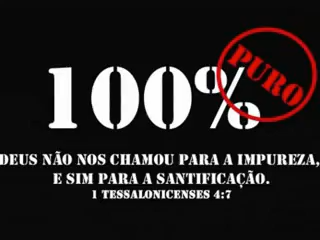 100%
PURO
DEUS NÃO NOS CHAMOU PARA A IMPUREZA,
E SIM PARA A SANTIFICAÇÃO.
1 TESSALONICENSES 4:7